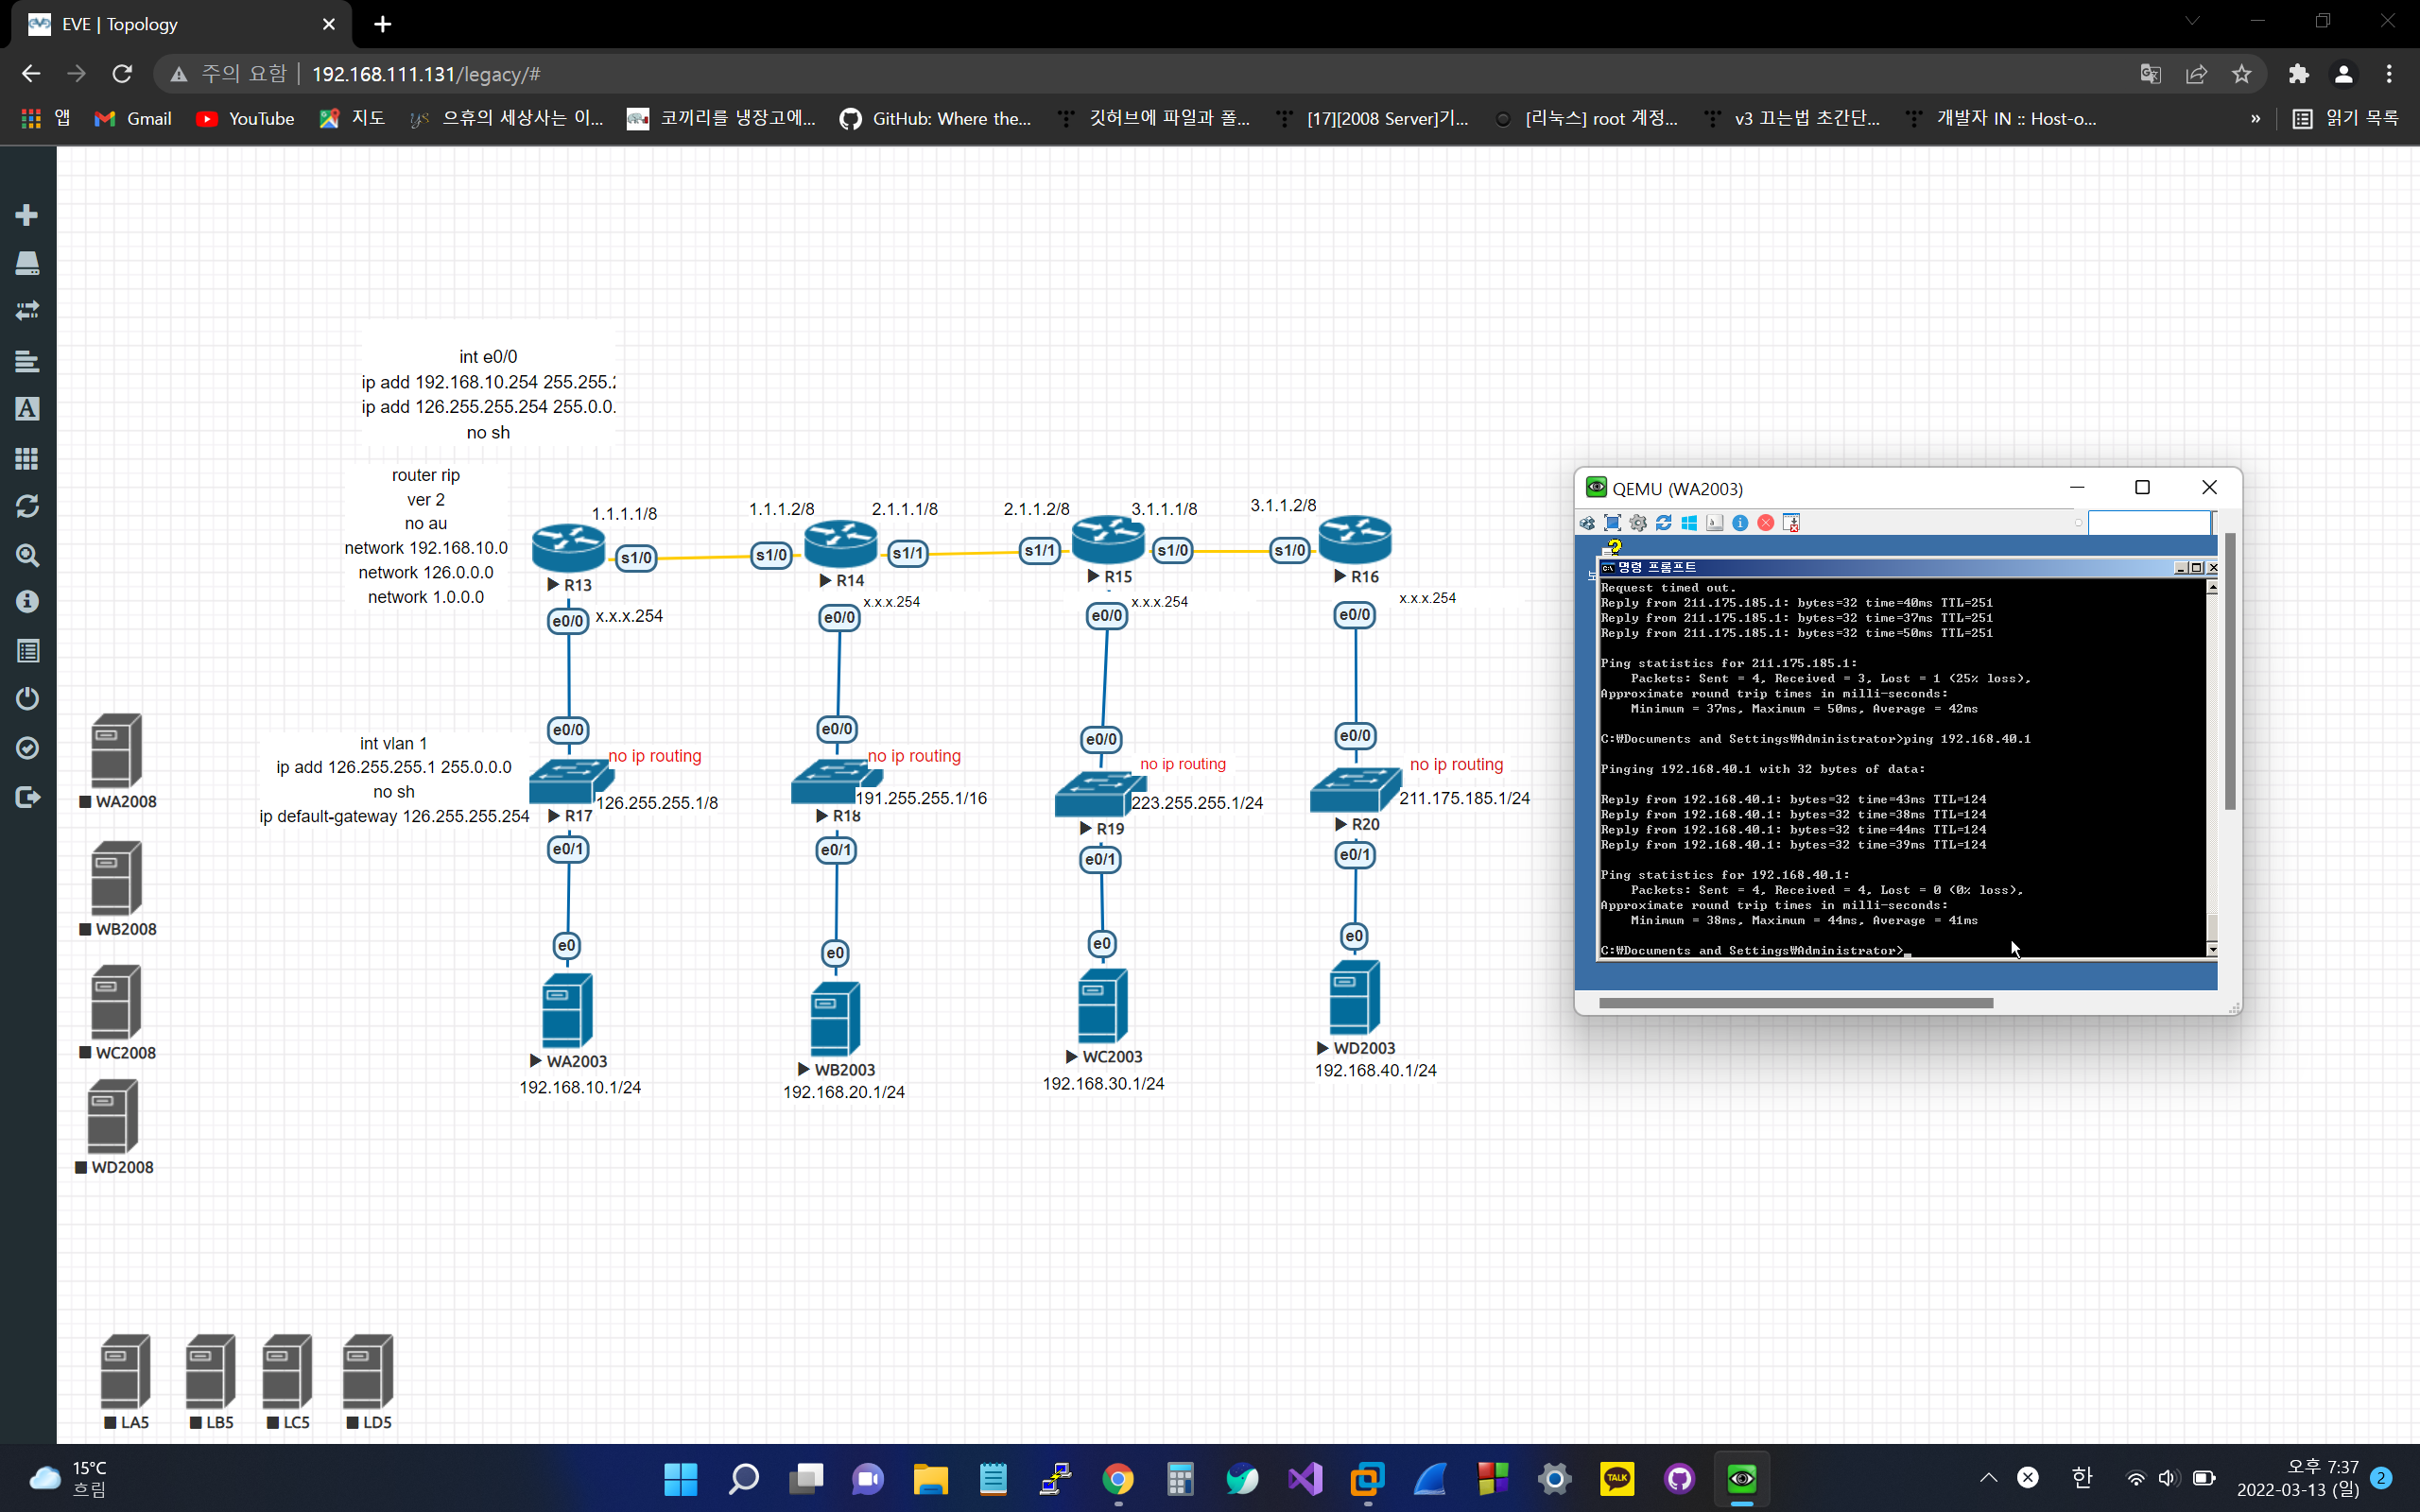 EVE | Topology
주의 요함 | 192.168.111.131/legacy/#
앱
Gmail
YouTube
지도
으휴의 세상사는 이...
코끼리를 냉장고에...
GitHub: Where the...
깃허브에 파일과 폴...
[17][2008 Server]기...
[리눅스] root 계정...
v3 끄는법 초간단...
개발자 IN :: Host-o...
»
읽기 목록
int e0/0
ip add 192.168.10.254 255.255.2
ip add 126.255.255.254 255.0.0.
no sh
router rip
ver 2
no au
network 192.168.10.0
network 126.0.0.0
network 1.0.0.0
1.1.1.1/8
1.1.1.2/8
2.1.1.1/8
2.1.1.2/8
3.1.1.1/8
3.1.1.2/8
s1/0
s1/0
s1/1
s1/1
s1/0
s1/0
R13
R14
R15
R16
e0/0
x.x.x.254
e0/0
x.x.x.254
e0/0
x.x.x.254
e0/0
x.x.x.254
e0/0
e0/0
e0/0
e0/0
int vlan 1
ip add 126.255.255.1 255.0.0.0
no sh
ip default-gateway 126.255.255.254
no ip routing
no ip routing
no ip routing
no ip routing
126.255.255.1/8
191.255.255.1/16
223.255.255.1/24
211.175.185.1/24
R17
R18
R19
R20
e0/1
e0/1
e0/1
e0/1
e0
e0
e0
e0
WA2003
WB2003
WC2003
WD2003
192.168.10.1/24
192.168.20.1/24
192.168.30.1/24
192.168.40.1/24
WA2008
WB2008
WC2008
WD2008
LA5
LB5
LC5
LD5
QEMU (WA2003)
명령 프롬프트
Request timed out.
Reply from 211.175.185.1: bytes=32 time=40ms TTL=251
Reply from 211.175.185.1: bytes=32 time=37ms TTL=251
Reply from 211.175.185.1: bytes=32 time=50ms TTL=251
Ping statistics for 211.175.185.1:
Packets: Sent = 4, Received = 3, Lost = 1 (25% loss),
Approximate round trip times in milli-seconds:
Minimum = 37ms, Maximum = 50ms, Average = 42ms
C:₩Documents and Settings₩Administrator>ping 192.168.40.1
Pinging 192.168.40.1 with 32 bytes of data:
Reply from 192.168.40.1: bytes=32 time=43ms TTL=124
Reply from 192.168.40.1: bytes=32 time=38ms TTL=124
Reply from 192.168.40.1: bytes=32 time=44ms TTL=124
Reply from 192.168.40.1: bytes=32 time=39ms TTL=124
Ping statistics for 192.168.40.1:
Packets: Sent = 4, Received = 4, Lost = 0 (0% loss),
Approximate round trip times in milli-seconds:
Minimum = 38ms, Maximum = 44ms, Average = 41ms
C:₩Documents and Settings₩Administrator>_
15°C
흐림
TALK
한
오후 7:37
2022-03-13 (일)
2